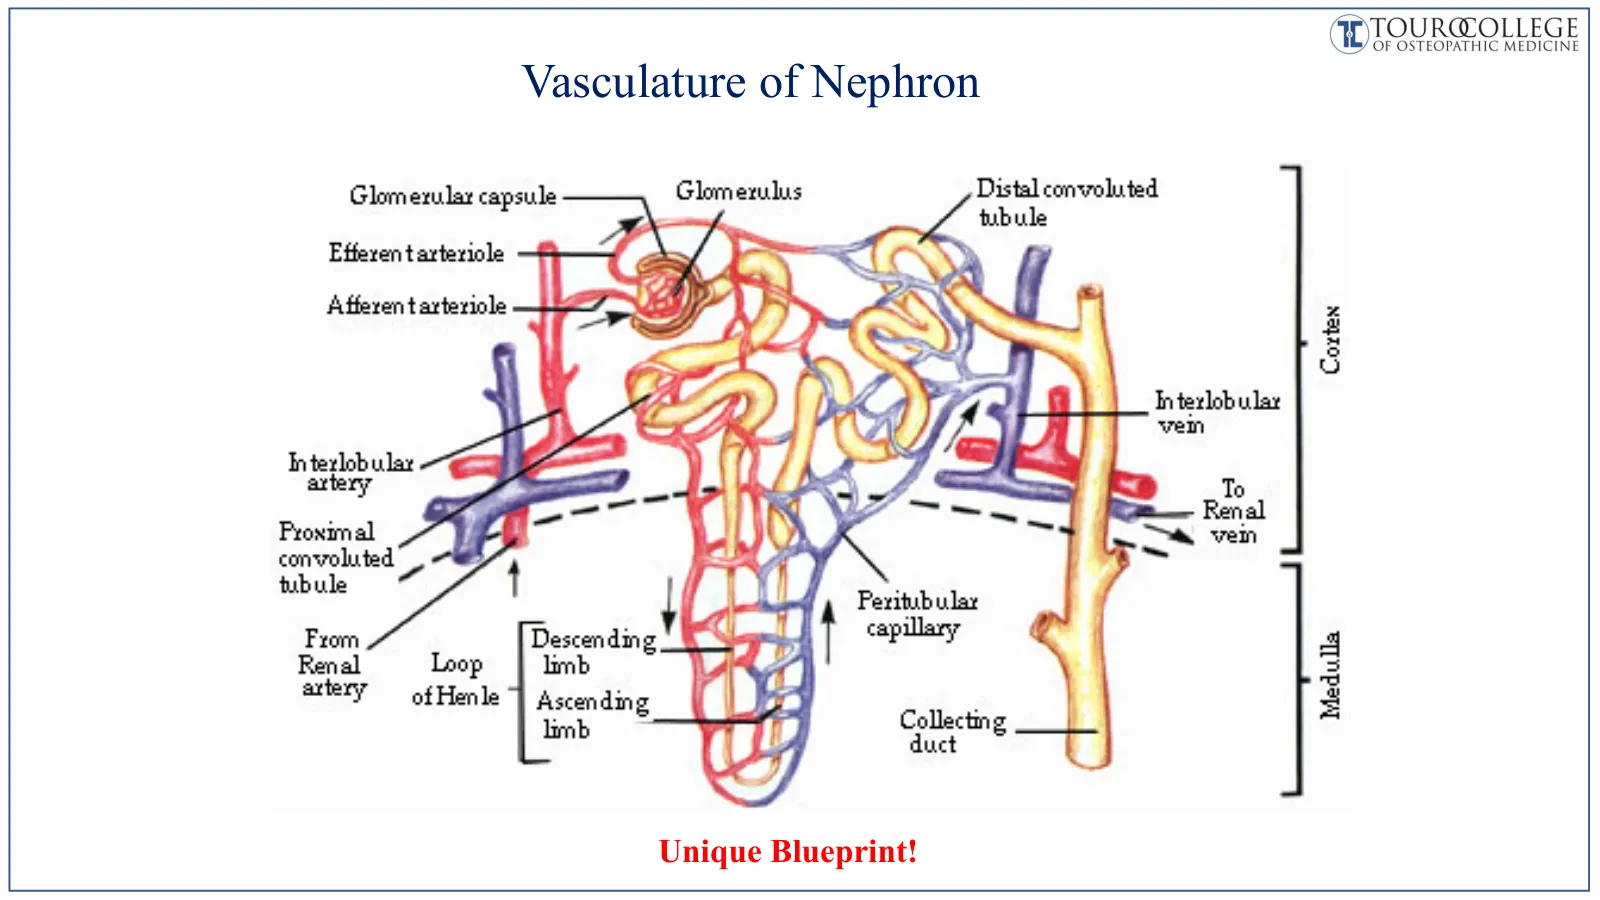 TOUROCOLLEGE
OF OSTEOPATHIC MEDICINE
Vasculature of Nephron
Glomerular capsule
Glomerulus
Distal convoluted
tubule
Efferent arteriole
Afferent arteriole
Cortex
Interlobular
vein
Interlobular
artery
To
Renal
vein
Proximal
convoluted
tubule
Peritubular
capillary
From
Renal
artery
Loop
of Henle
Descending
limb
Ascending
limb
Medulla
Collecting
duct
Unique Blueprint!